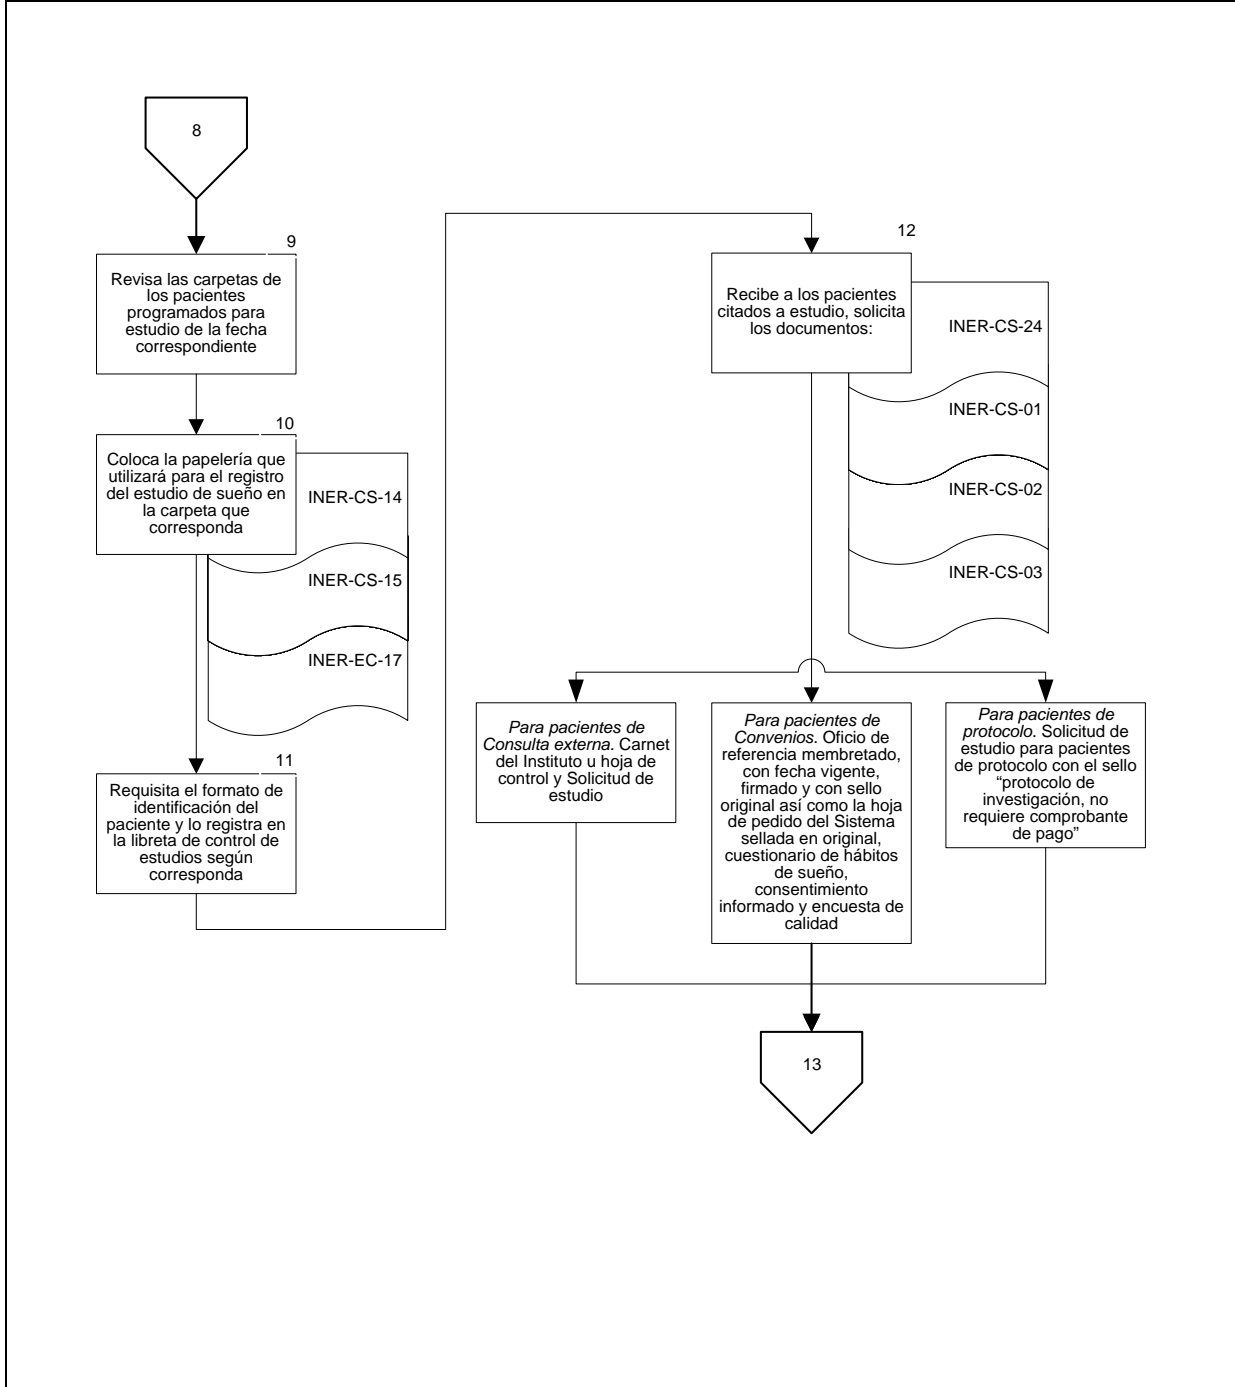 8
9
Revisa las carpetas de
los pacientes
programados para
estudio de la fecha
correspondiente
10
Coloca la papelería que
utilizará para el registro
del estudio de sueño en
la carpeta que
corresponda
INER-CS-14
INER-CS-15
INER-EC-17
11
Requisita el formato de
identificación del
paciente y lo registra en
la libreta de control de
estudios según
corresponda
12
Recibe a los pacientes
citados a estudio, solicita
los documentos:
INER-CS-24
INER-CS-01
INER-CS-02
INER-CS-03
Para pacientes de
Consulta externa. Carnet
del Instituto u hoja de
control y Solicitud de
estudio
Para pacientes de
Convenios. Oficio de
referencia membretado,
con fecha vigente,
firmado y con sello
original así como la hoja
de pedido del Sistema
sellada en original,
cuestionario de hábitos
de sueño,
consentimiento
informado y encuesta de
calidad
Para pacientes de
protocolo. Solicitud de
estudio para pacientes
de protocolo con el sello
“protocolo de
investigación, no
requiere comprobante
de pago”
13